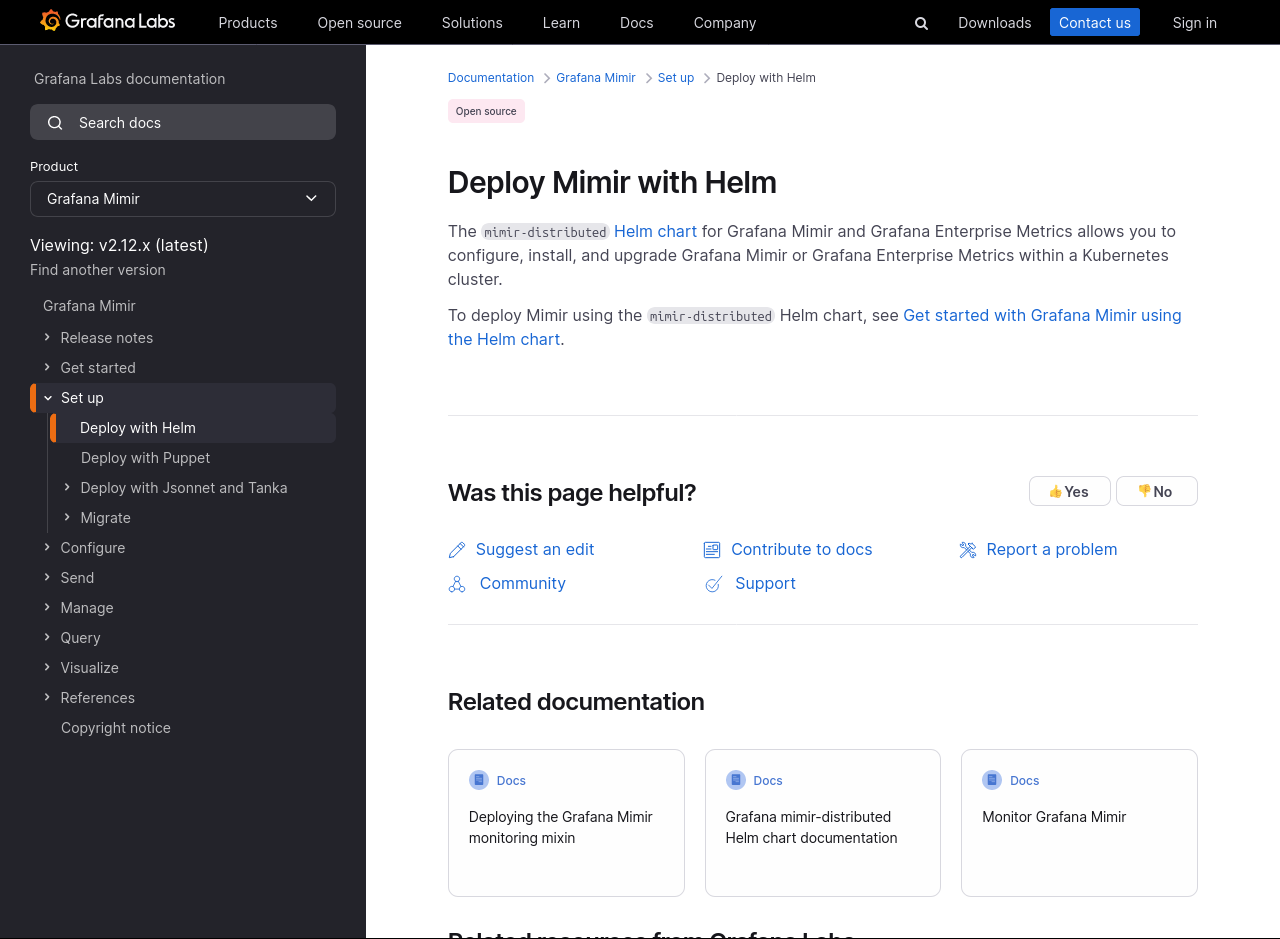 Grafana Labs
Products
Open source
Solutions
Learn
Docs
Company
Downloads
Contact us
Sign in
Grafana Labs documentation
Search docs
Product
Grafana Mimir
Viewing: v2.12.x (latest)
Find another version
Grafana Mimir
Release notes
Get started
Set up
Deploy with Helm
Deploy with Puppet
Deploy with Jsonnet and Tanka
Migrate
Configure
Send
Manage
Query
Visualize
References
Copyright notice
Documentation > Grafana Mimir > Set up > Deploy with Helm
Open source
Deploy Mimir with Helm
The mimir-distributed Helm chart for Grafana Mimir and Grafana Enterprise Metrics allows you to
configure, install, and upgrade Grafana Mimir or Grafana Enterprise Metrics within a Kubernetes
cluster.
To deploy Mimir using the mimir-distributed Helm chart, see Get started with Grafana Mimir using
the Helm chart.
Was this page helpful?
👍Yes
👎No
Suggest an edit
Contribute to docs
Report a problem
Community
Support
Related documentation
Docs
Deploying the Grafana Mimir
monitoring mixin
Docs
Grafana mimir-distributed
Helm chart documentation
Docs
Monitor Grafana Mimir
Related resources from Grafana Labs